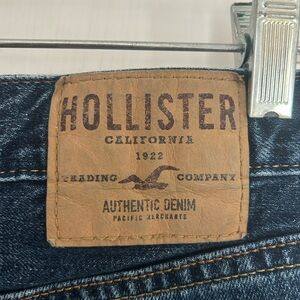 HOLLISTER
CALIFORNIA
1922
TRADING COMPANY
AUTHENTIC DENIM
PACIFIC MERCHANTS